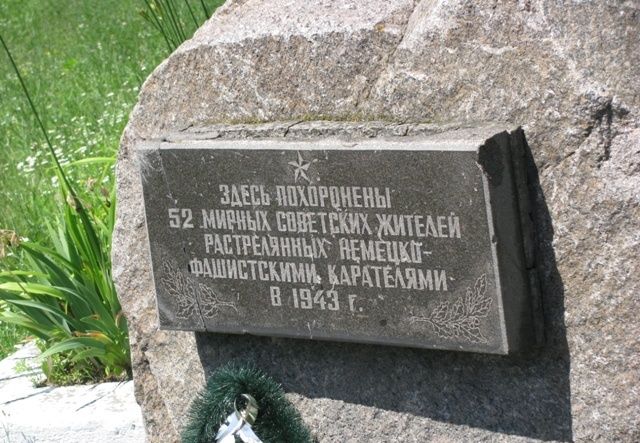 ЗДЕСЬ ПОХОРОНЕНЫ
52 МИРНЫХ СОВЕТСКИХ ЖИТЕЛЕЙ
РАСТРЕЛЯННЫХ НЕМЕЦКО-
ФАШИСТСКИМИ КАРАТЕЛЯМИ
В 1943 г.